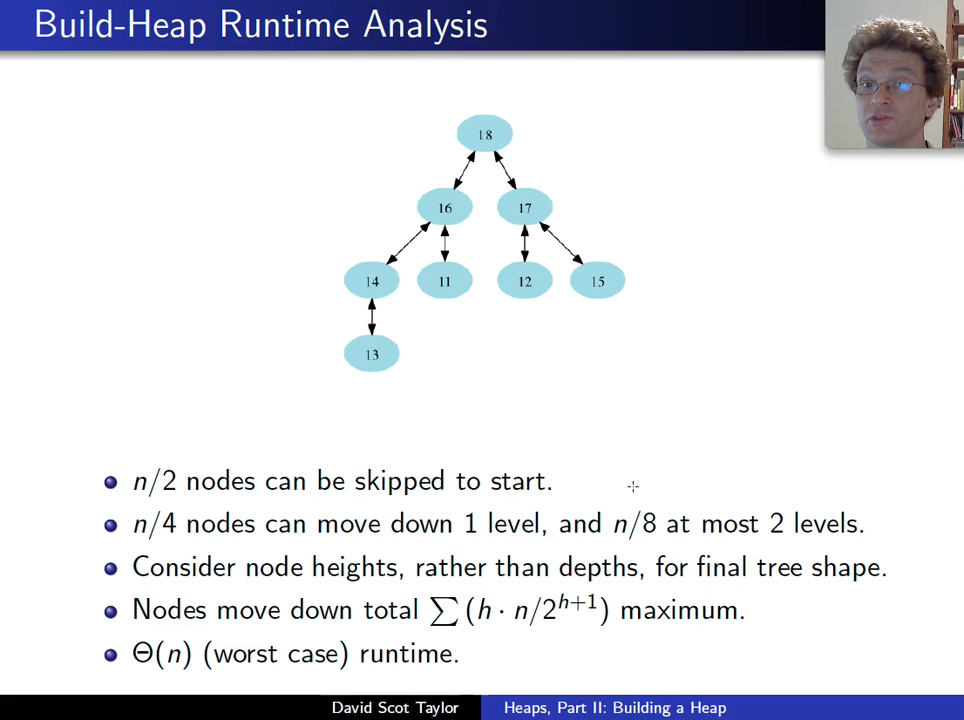 Build-Heap Runtime Analysis
18
16 17
14 11 12 15
13
n/2 nodes can be skipped to start.
n/4 nodes can move down 1 level, and n/8 at most 2 levels.
Consider node heights, rather than depths, for final tree shape.
Nodes move down total ∑ (h · n/2^{h+1}) maximum.
Θ(n) (worst case) runtime.
David Scot Taylor Heaps, Part II: Building a Heap